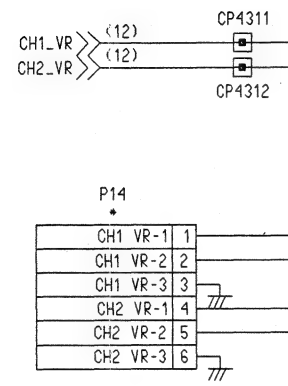 CP4311
CH1_VR (12)
CH2_VR (12)
CP4312
P14
*
CH1 VR-1 1
CH1 VR-2 2
CH1 VR-3 3
CH2 VR-1 4
CH2 VR-2 5
CH2 VR-3 6